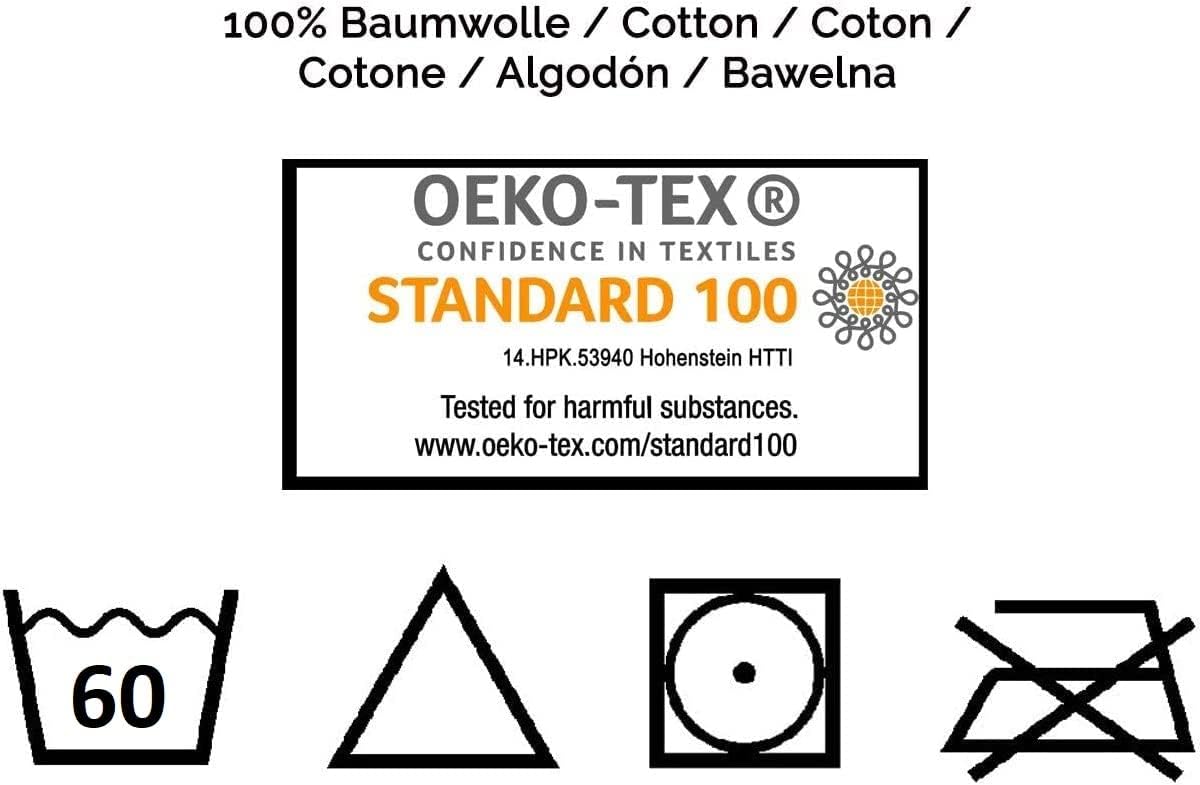 100% Baumwolle / Cotton / Coton /
Cotone / Algodón / Bawelna
OEKO-TEX®
CONFIDENCE IN TEXTILES
STANDARD 100
14.HPK.53940 Hohenstein HTTI
Tested for harmful substances.
www.oeko-tex.com/standard100
60